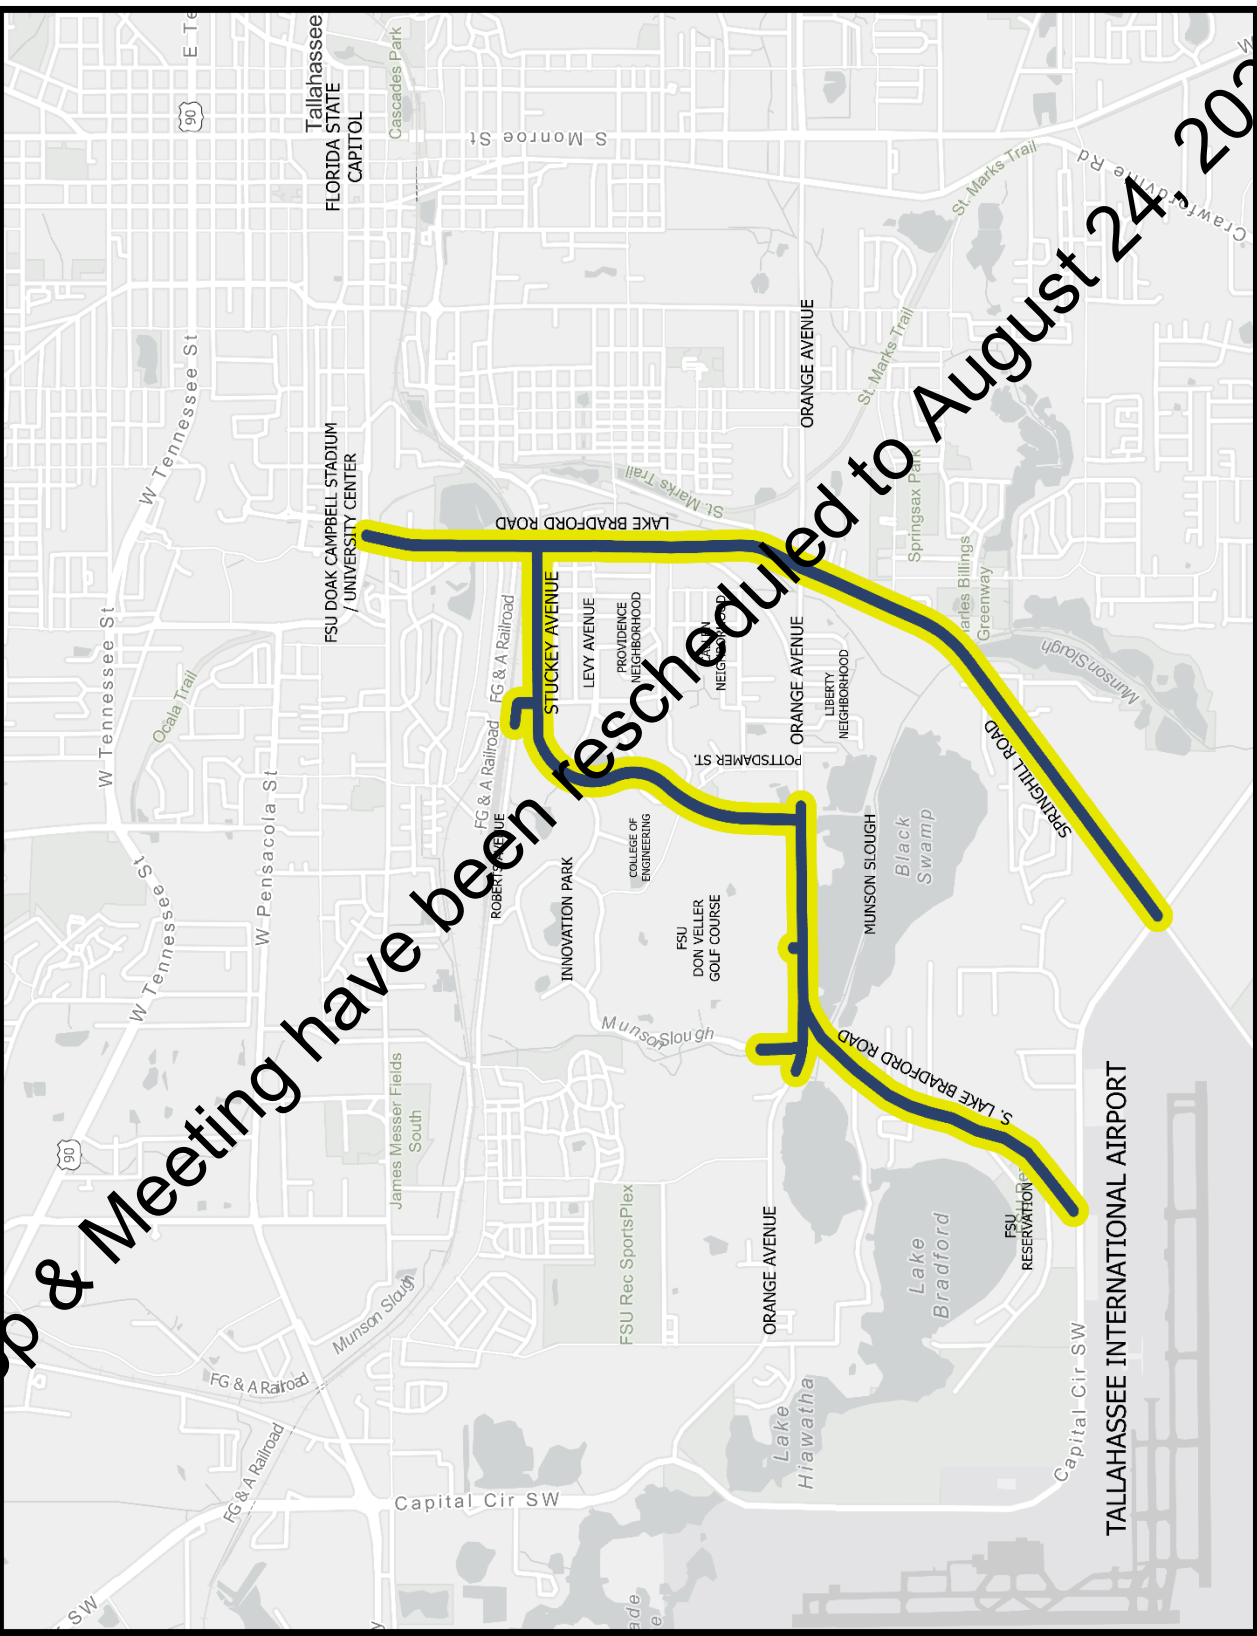 Tallahassee
FLORIDA STATE
CAPITOL
Cascades Park
90
S Monroe St
St. Marks Trail
Crawfordville Rd
W Tennessee St
ORANGE AVENUE
St. Marks Trail
FSU DOAK CAMPBELL STADIUM
/ UNIVERSITY CENTER
LAKE BRADFORD ROAD
St. Marks Trail
Springsax Park
Greenway
& Meeting have been rescheduled to August 24,
W Tennessee St
Ocala Trail
FG & A Railroad
STUCKEY AVENUE
LEVY AVENUE
PROVIDENCE
NEIGHBORHOOD
ORANGE AVENUE
LIBERTY
NEIGHBORHOOD
Munson Slough
SPRINGHILL ROAD
POTTSDAMER ST.
FG & A Railroad
W Pensacola St
W Tennessee St
INNOVATION PARK
COLLEGE OF
ENGINEERING
FSU
DON VELLER
GOLF COURSE
MUNSON SLOUGH
Black
Swamp
Munson Slough
S. LAKE BRADFORD ROAD
90
James Messer Fields
South
FSU Rec SportsPlex
ORANGE AVENUE
Lake
Bradford
FSU
RESERVATION
TALLAHASSEE INTERNATIONAL AIRPORT
Munson Slough
FG & A Railroad
FG & A Railroad
Capital Cir SW
Lake
Hiawatha
Capital Cir SW
SW